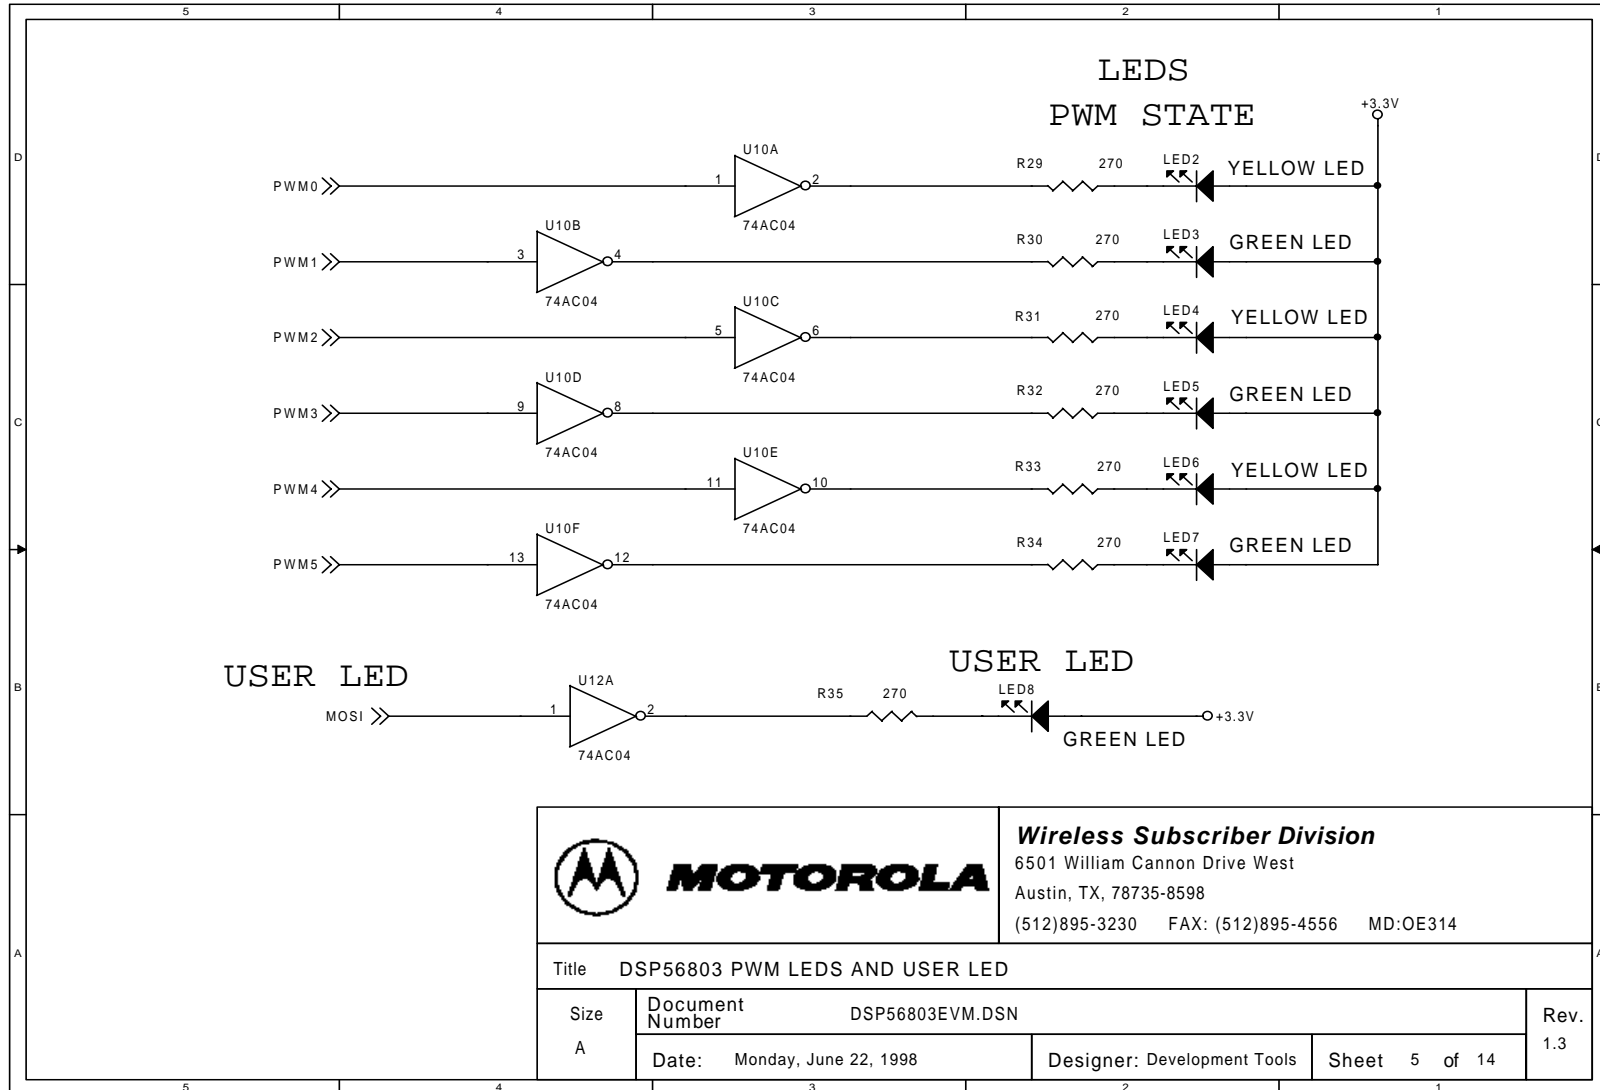 5 4 3 2 1
LEDS
PWM STATE
+3.3V
D D
U10A
R29 270 LED2 YELLOW LED
PWM0 1 2
74AC04
U10B
R30 270 LED3 GREEN LED
PWM1 3 4
74AC04
U10C
R31 270 LED4 YELLOW LED
PWM2 5 6
74AC04
U10D
R32 270 LED5 GREEN LED
PWM3 9 8
C C
74AC04
U10E
R33 270 LED6 YELLOW LED
PWM4 11 10
74AC04
U10F
R34 270 LED7 GREEN LED
PWM5 13 12
74AC04
USER LED USER LED
U12A
R35 270 LED8
MOSI 1 2 +3.3V
74AC04
GREEN LED
B B
MOTOROLA
Wireless Subscriber Division
6501 William Cannon Drive West
Austin, TX, 78735-8598
(512)895-3230 FAX: (512)895-4556 MD:OE314
A A
Title DSP56803 PWM LEDS AND USER LED
Size
A
Document
Number
DSP56803EVM.DSN
Rev.
1.3
Date: Monday, June 22, 1998
Designer: Development Tools
Sheet 5 of 14
5 4 3 2 1